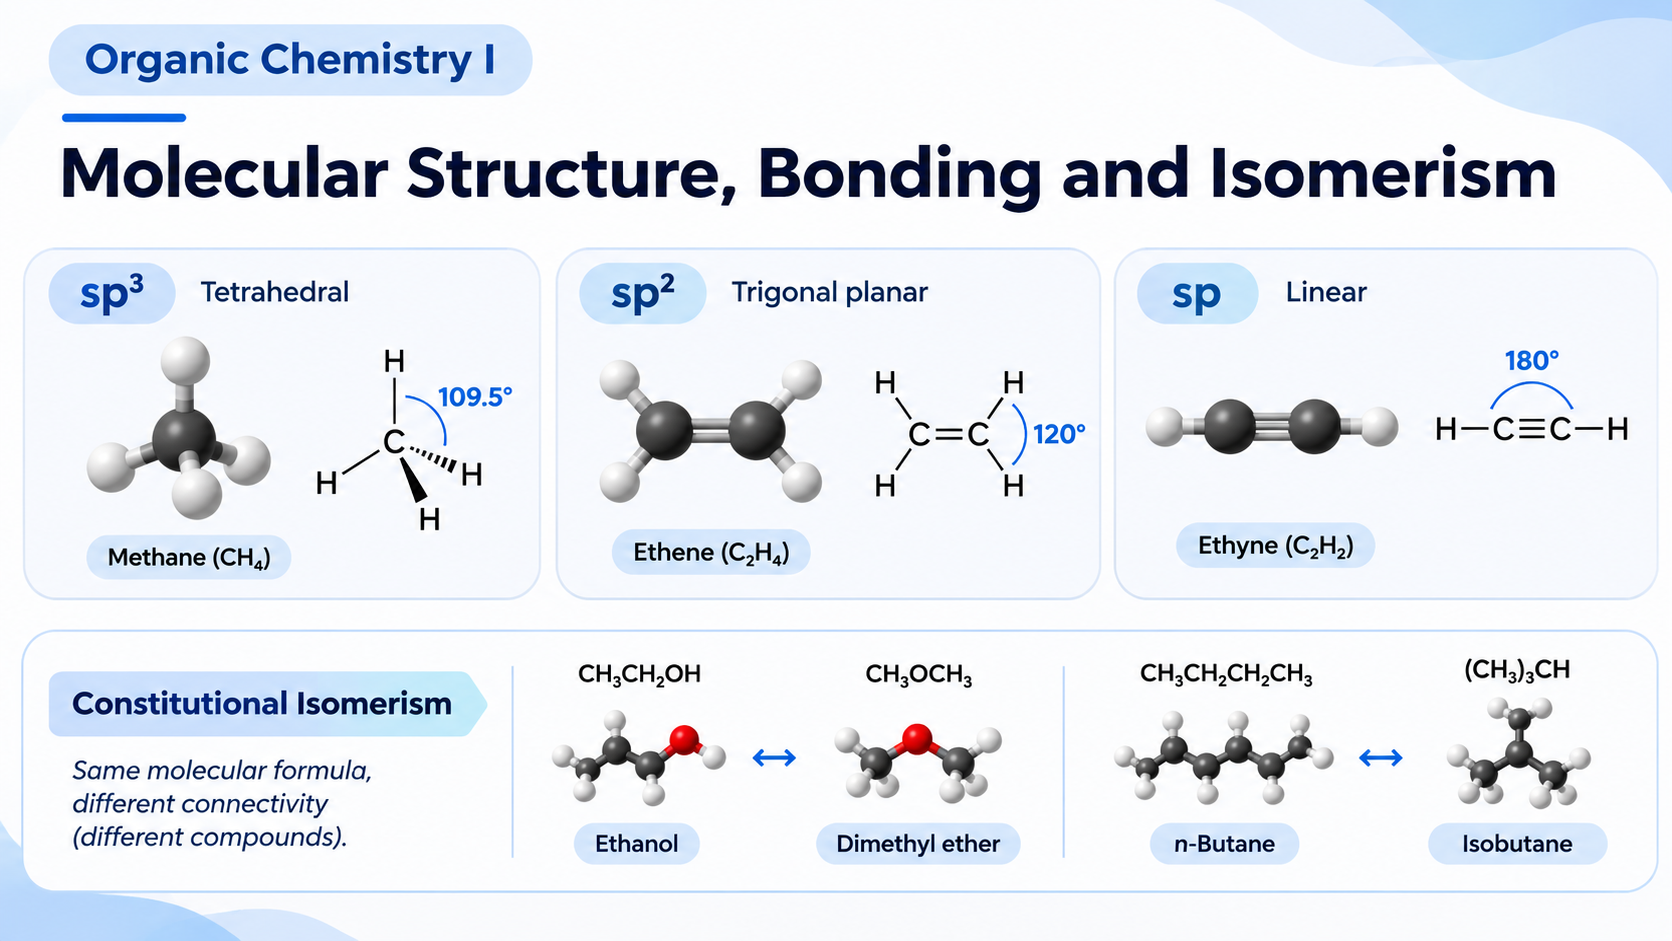 Organic Chemistry I
Molecular Structure, Bonding and Isomerism
sp³ Tetrahedral
H
109.5°
C
H H
H
Methane (CH₄)
sp² Trigonal planar
H H
C=C 120°
H H
Ethene (C₂H₄)
sp Linear
180°
H–C≡C–H
Ethyne (C₂H₂)
Constitutional Isomerism
Same molecular formula,
different connectivity
(different compounds).
CH₃CH₂OH
Ethanol
CH₃OCH₃
Dimethyl ether
CH₃CH₂CH₂CH₃
n-Butane
(CH₃)₃CH
Isobutane